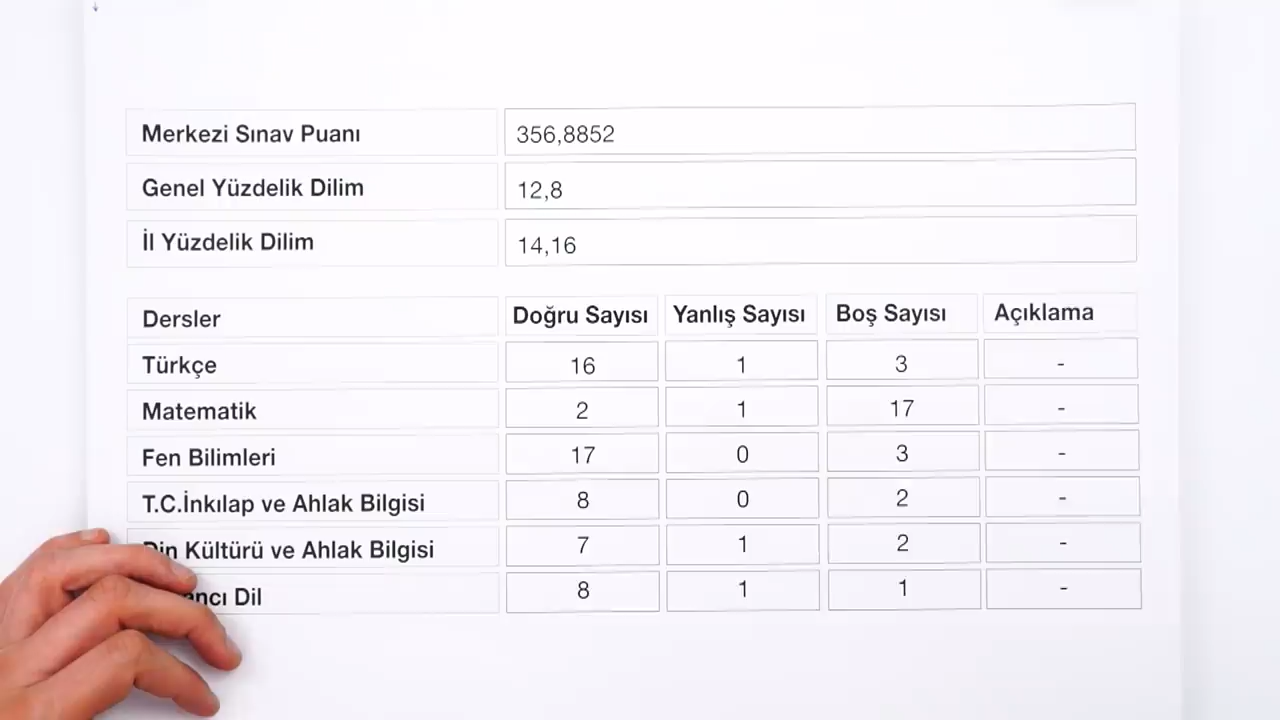 Merkezi Sınav Puanı 356,8852
Genel Yüzdelik Dilim 12,8
İl Yüzdelik Dilim 14,16
Dersler Doğru Sayısı Yanlış Sayısı Boş Sayısı Açıklama
Türkçe 16 1 3 -
Matematik 2 1 17 -
Fen Bilimleri 17 0 3 -
T.C.İnkılap ve Ahlak Bilgisi 8 0 2 -
Din Kültürü ve Ahlak Bilgisi 7 1 2 -
Dil 8 1 1 -